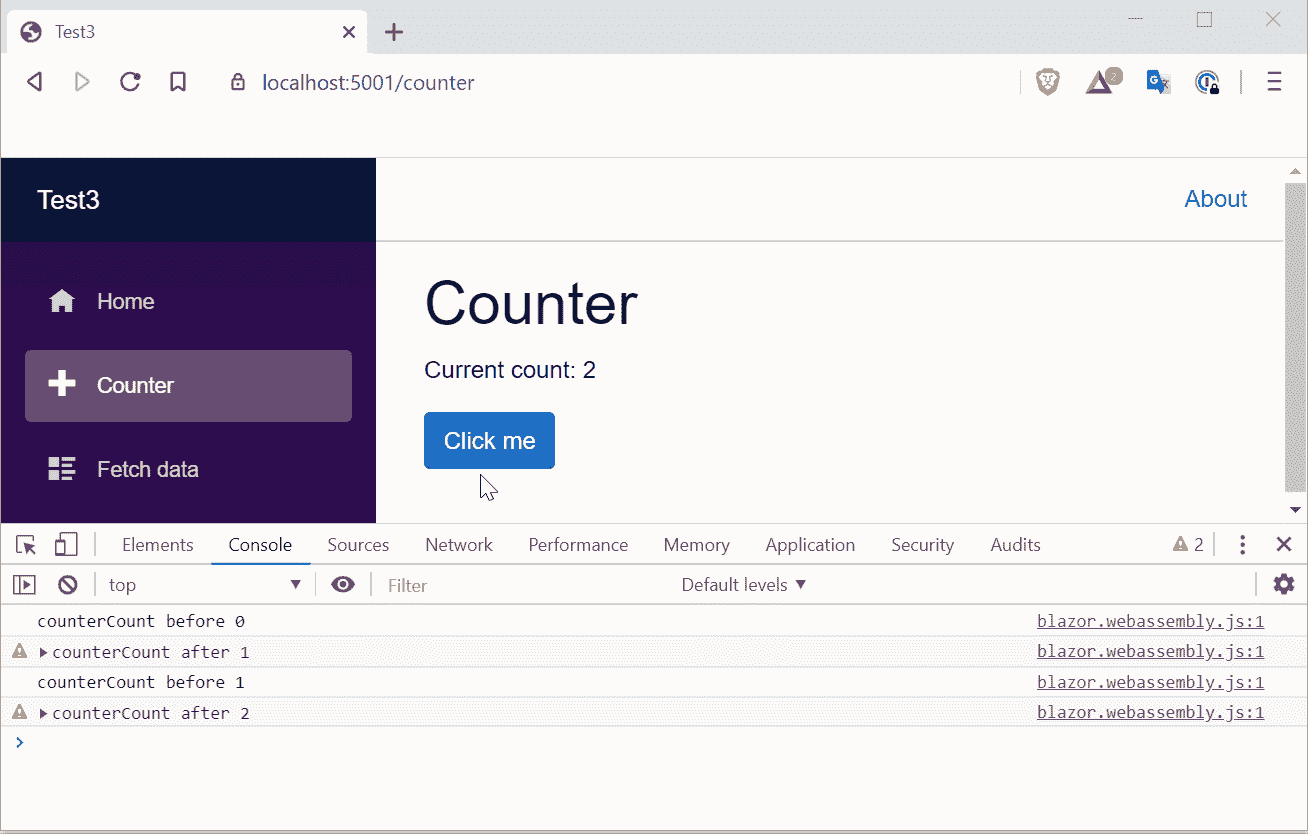 Test3
localhost:5001/counter
2
Test3
About
Home
Counter
Fetch data
Counter
Current count: 2
Click me
Elements Console Sources Network Performance Memory Application Security Audits 2
top Filter Default levels
counterCount before 0 blazor.webassembly.js:1
counterCount after 1 blazor.webassembly.js:1
counterCount before 1 blazor.webassembly.js:1
counterCount after 2 blazor.webassembly.js:1